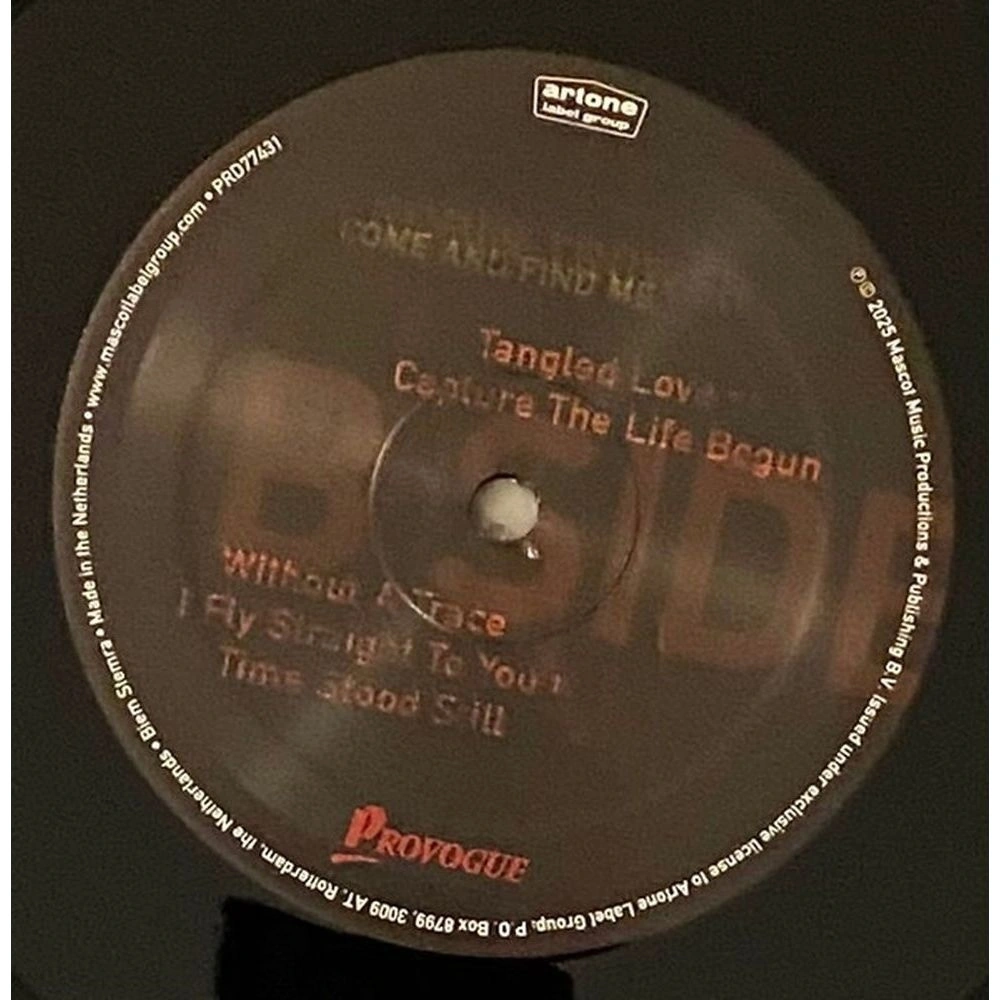 artone
label group
COME AND FIND ME
Tangled Love
Capture The Life Begun
SIDE
Without A Trace
I Fly Straight To You
Time Stood Still
PROVOGUE
℗© 2025 Mascot Music Productions & Publishing B.V. Issued under exclusive license to Artone Label Group, P.O. Box 8799, 3009 AT, Rotterdam, the Netherlands • Biem Stemra • Made in the Netherlands • www.mascotlabelgroup.com • PRD77431